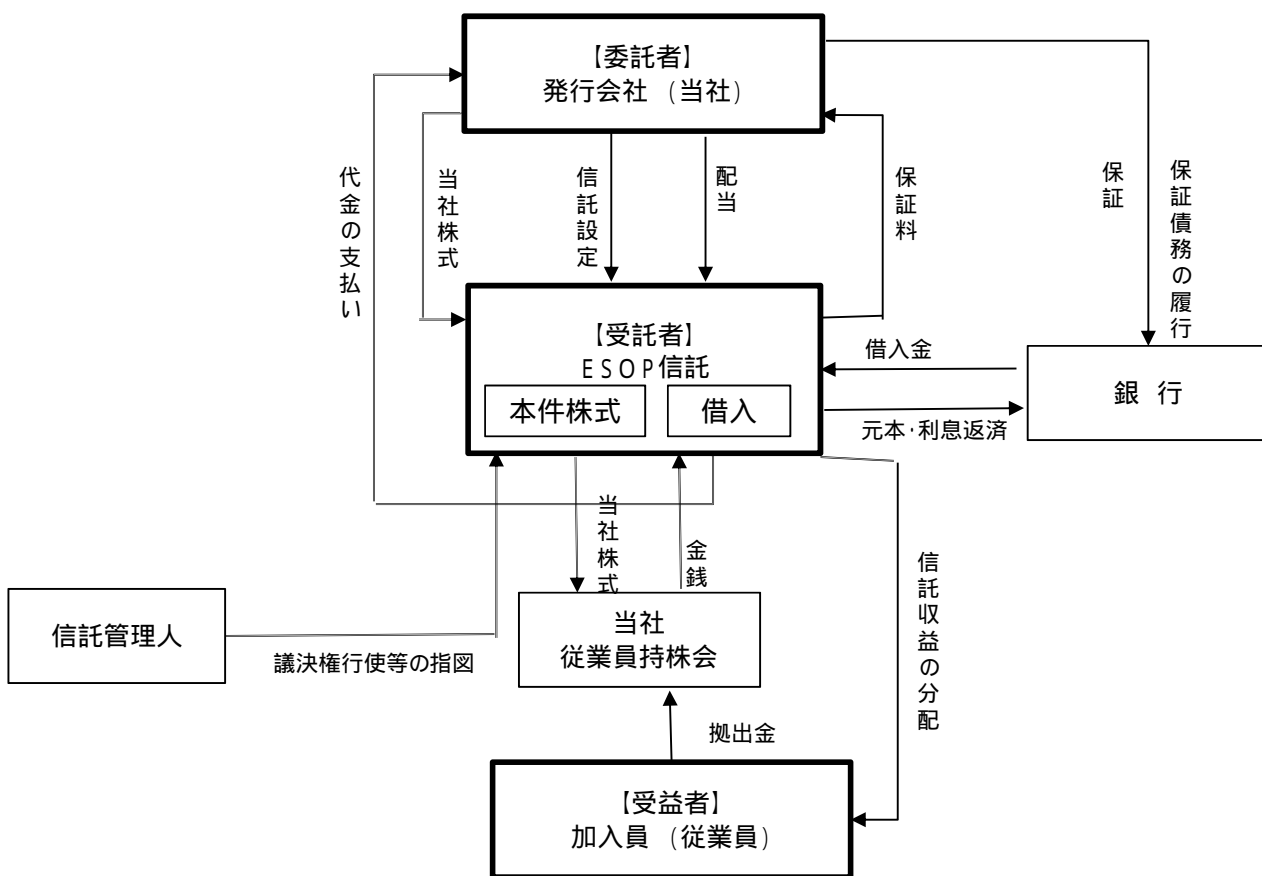 【委託者】
発行会社 (当社)
代金の支払い
当社株式
信託設定
配当
保証料
保証
保証債務の履行
【受託者】
ESOP信託
本件株式
借入
借入金
元本・利息返済
銀 行
当社株式
金銭
信託収益の分配
信託管理人
議決権行使等の指図
当社
従業員持株会
拠出金
【受益者】
加入員 (従業員)